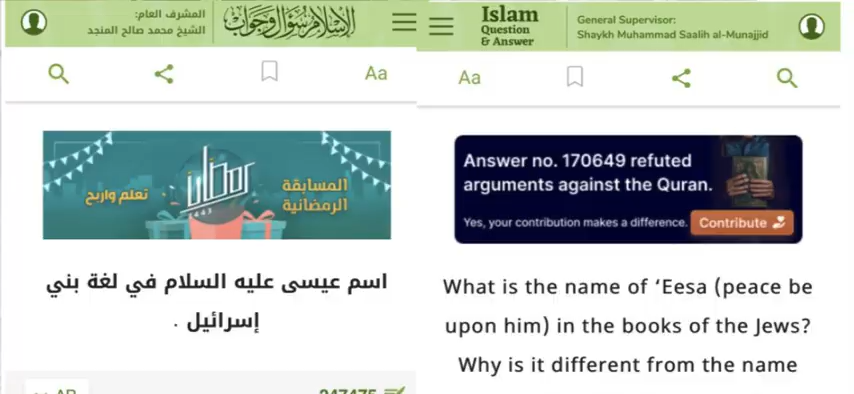 المشرف العام:
الشيخ محمد صالح المنجد
الإسلام سؤال وجواب
Aa
رمضان
1443
المسابقة
الرمضانية
تعلم واربح
اسم عيسى عليه السلام في لغة بني
إسرائيل .
AR
247475
Islam
Question
& Answer
General Supervisor:
Shaykh Muhammad Saalih al-Munajjid
Aa
Answer no. 170649 refuted
arguments against the Quran.
Yes, your contribution makes a difference.
Contribute
What is the name of ‘Eesa (peace be
upon him) in the books of the Jews?
Why is it different from the name